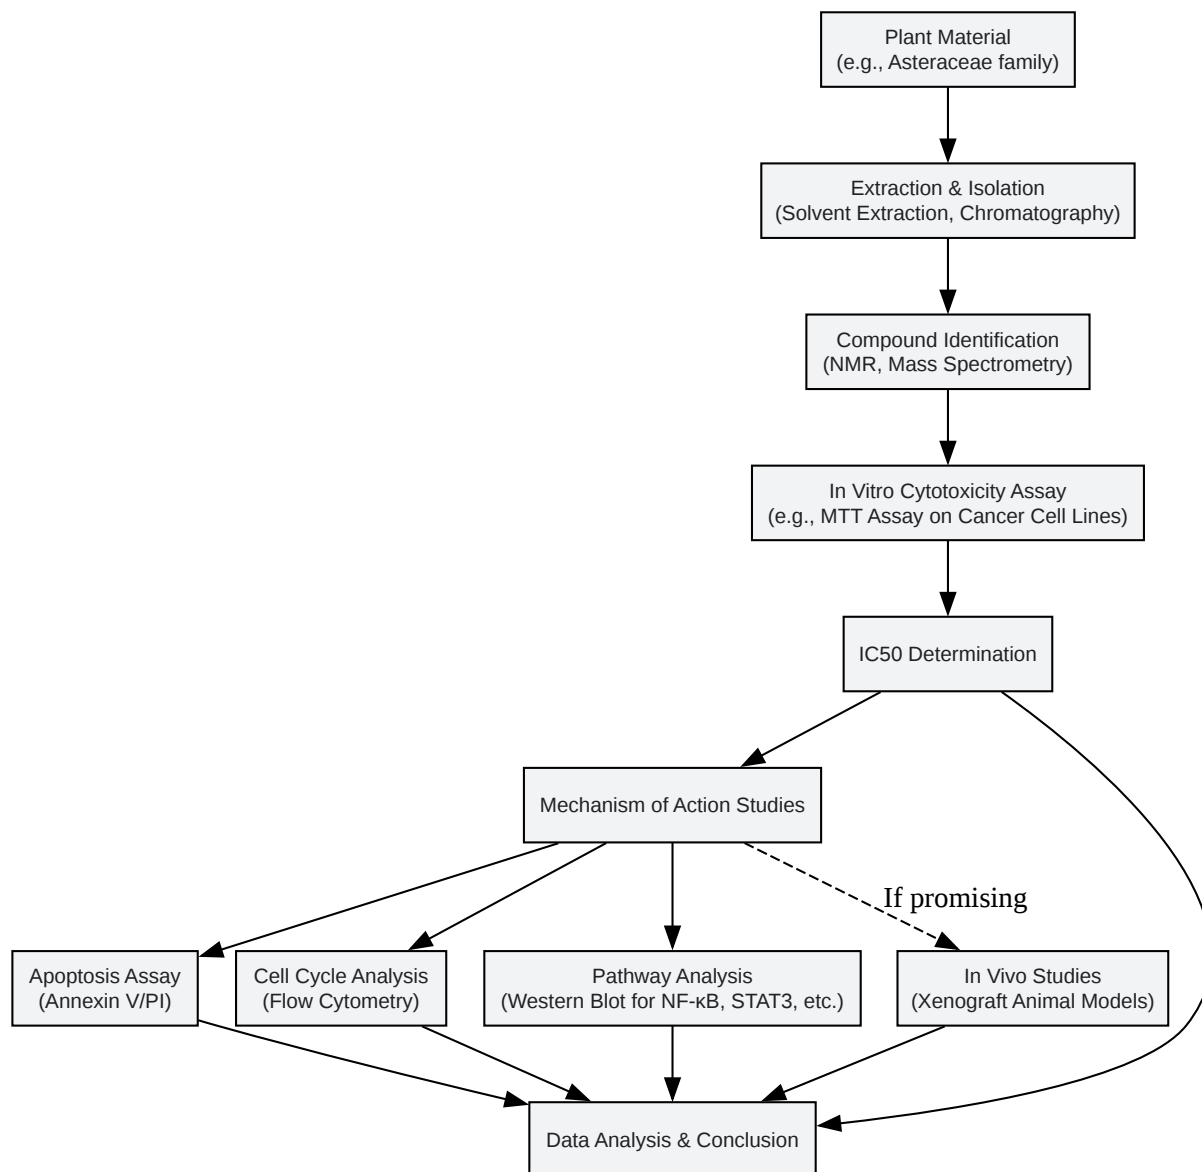 Plant Material
(e.g., Asteraceae family)
Extraction & Isolation
(Solvent Extraction, Chromatography)
Compound Identification
(NMR, Mass Spectrometry)
In Vitro Cytotoxicity Assay
(e.g., MTT Assay on Cancer Cell Lines)
IC50 Determination
Mechanism of Action Studies
If promising
Apoptosis Assay
(Annexin V/PI)
Cell Cycle Analysis
(Flow Cytometry)
Pathway Analysis
(Western Blot for NF-κB, STAT3, etc.)
In Vivo Studies
(Xenograft Animal Models)
Data Analysis & Conclusion